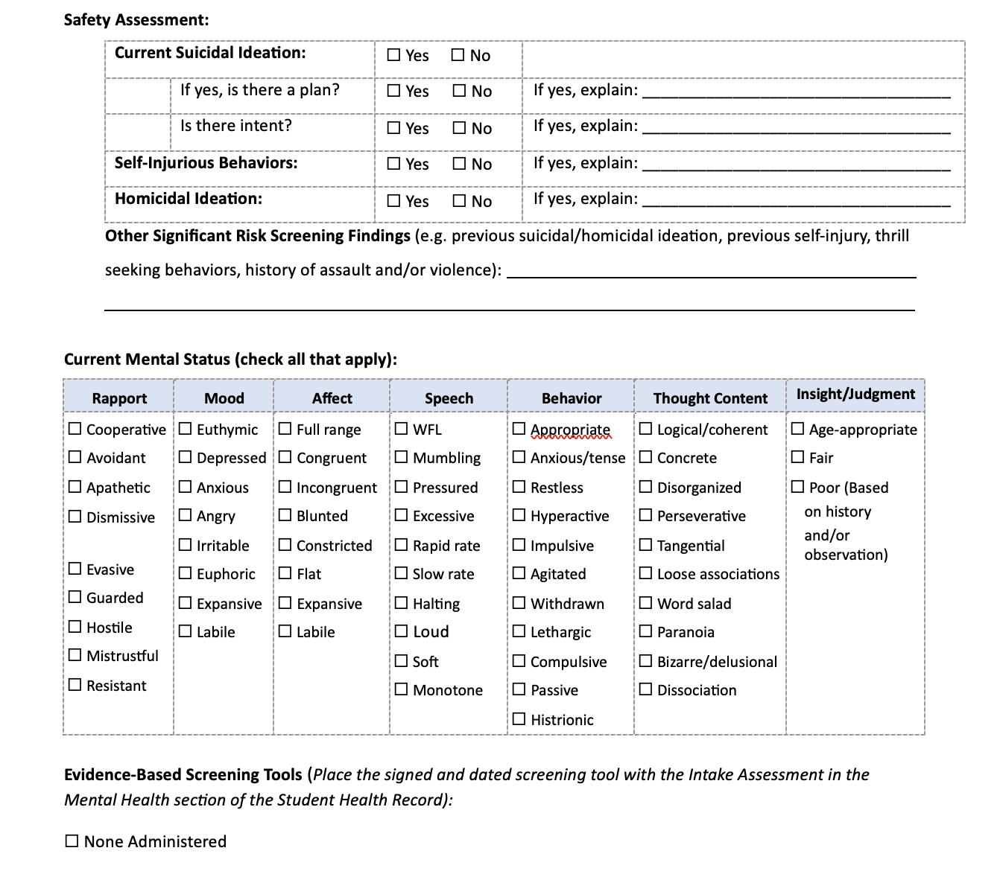 Safety Assessment:
Current Suicidal Ideation: ☐ Yes ☐ No
If yes, is there a plan? ☐ Yes ☐ No If yes, explain:
Is there intent? ☐ Yes ☐ No If yes, explain:
Self-Injurious Behaviors: ☐ Yes ☐ No If yes, explain:
Homicidal Ideation: ☐ Yes ☐ No If yes, explain:
Other Significant Risk Screening Findings (e.g. previous suicidal/homicidal ideation, previous self-injury, thrill
seeking behaviors, history of assault and/or violence):
Current Mental Status (check all that apply):
Rapport Mood Affect Speech Behavior Thought Content Insight/Judgment
☐ Cooperative ☐ Euthymic ☐ Full range ☐ WFL ☐ Appropriate ☐ Logical/coherent ☐ Age-appropriate
☐ Avoidant ☐ Depressed ☐ Congruent ☐ Mumbling ☐ Anxious/tense ☐ Concrete ☐ Fair
☐ Apathetic ☐ Anxious ☐ Incongruent ☐ Pressured ☐ Restless ☐ Disorganized ☐ Poor (Based
☐ Dismissive ☐ Angry ☐ Blunted ☐ Excessive ☐ Hyperactive ☐ Perseverative on history
☐ Irritable ☐ Constricted ☐ Rapid rate ☐ Impulsive ☐ Tangential and/or
observation)
☐ Evasive ☐ Euphoric ☐ Flat ☐ Slow rate ☐ Agitated ☐ Loose associations
☐ Guarded ☐ Expansive ☐ Expansive ☐ Halting ☐ Withdrawn ☐ Word salad
☐ Hostile ☐ Labile ☐ Labile ☐ Loud ☐ Lethargic ☐ Paranoia
☐ Mistrustful ☐ Soft ☐ Compulsive ☐ Bizarre/delusional
☐ Resistant ☐ Monotone ☐ Passive ☐ Dissociation
☐ Histrionic
Evidence-Based Screening Tools (Place the signed and dated screening tool with the Intake Assessment in the
Mental Health section of the Student Health Record):
☐ None Administered